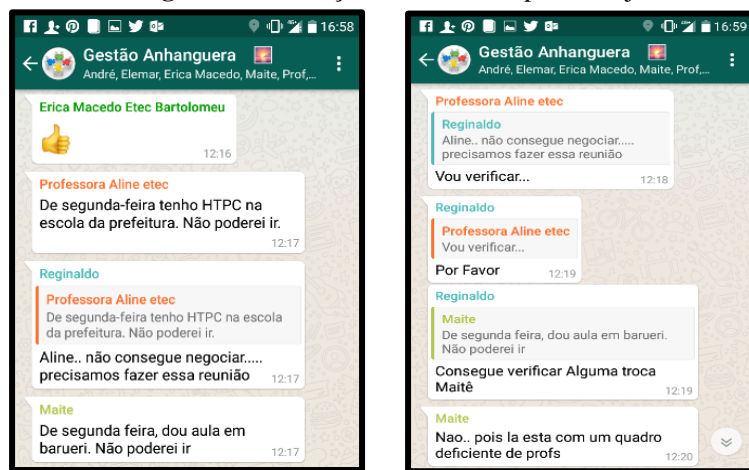 16:58
Gestão Anhanguera
André, Elemar, Erica Macedo, Maite, Prof,...
Erica Macedo Etec Bartolomeu
12:16
Professora Aline etec
De segunda-feira tenho HTPC na
escola da prefeitura. Não poderei ir.
12:17
Reginaldo
Professora Aline etec
De segunda-feira tenho HTPC na escola
da prefeitura. Não poderei ir.
Aline.. não consegue negociar.....
precisamos fazer essa reunião 12:17
Maite
De segunda feira, dou aula em
barueri. Não poderei ir 12:17
16:59
Gestão Anhanguera
André, Elemar, Erica Macedo, Maite, Prof,...
Professora Aline etec
Reginaldo
Aline.. não consegue negociar.....
precisamos fazer essa reunião
Vou verificar... 12:18
Reginaldo
Professora Aline etec
Vou verificar...
Por Favor 12:19
Reginaldo
Maite
De segunda feira, dou aula em barueri.
Não poderei ir
Consegue verificar Alguma troca
Maitê 12:19
Maite
Nao.. pois la esta com um quadro
deficiente de profs 12:20